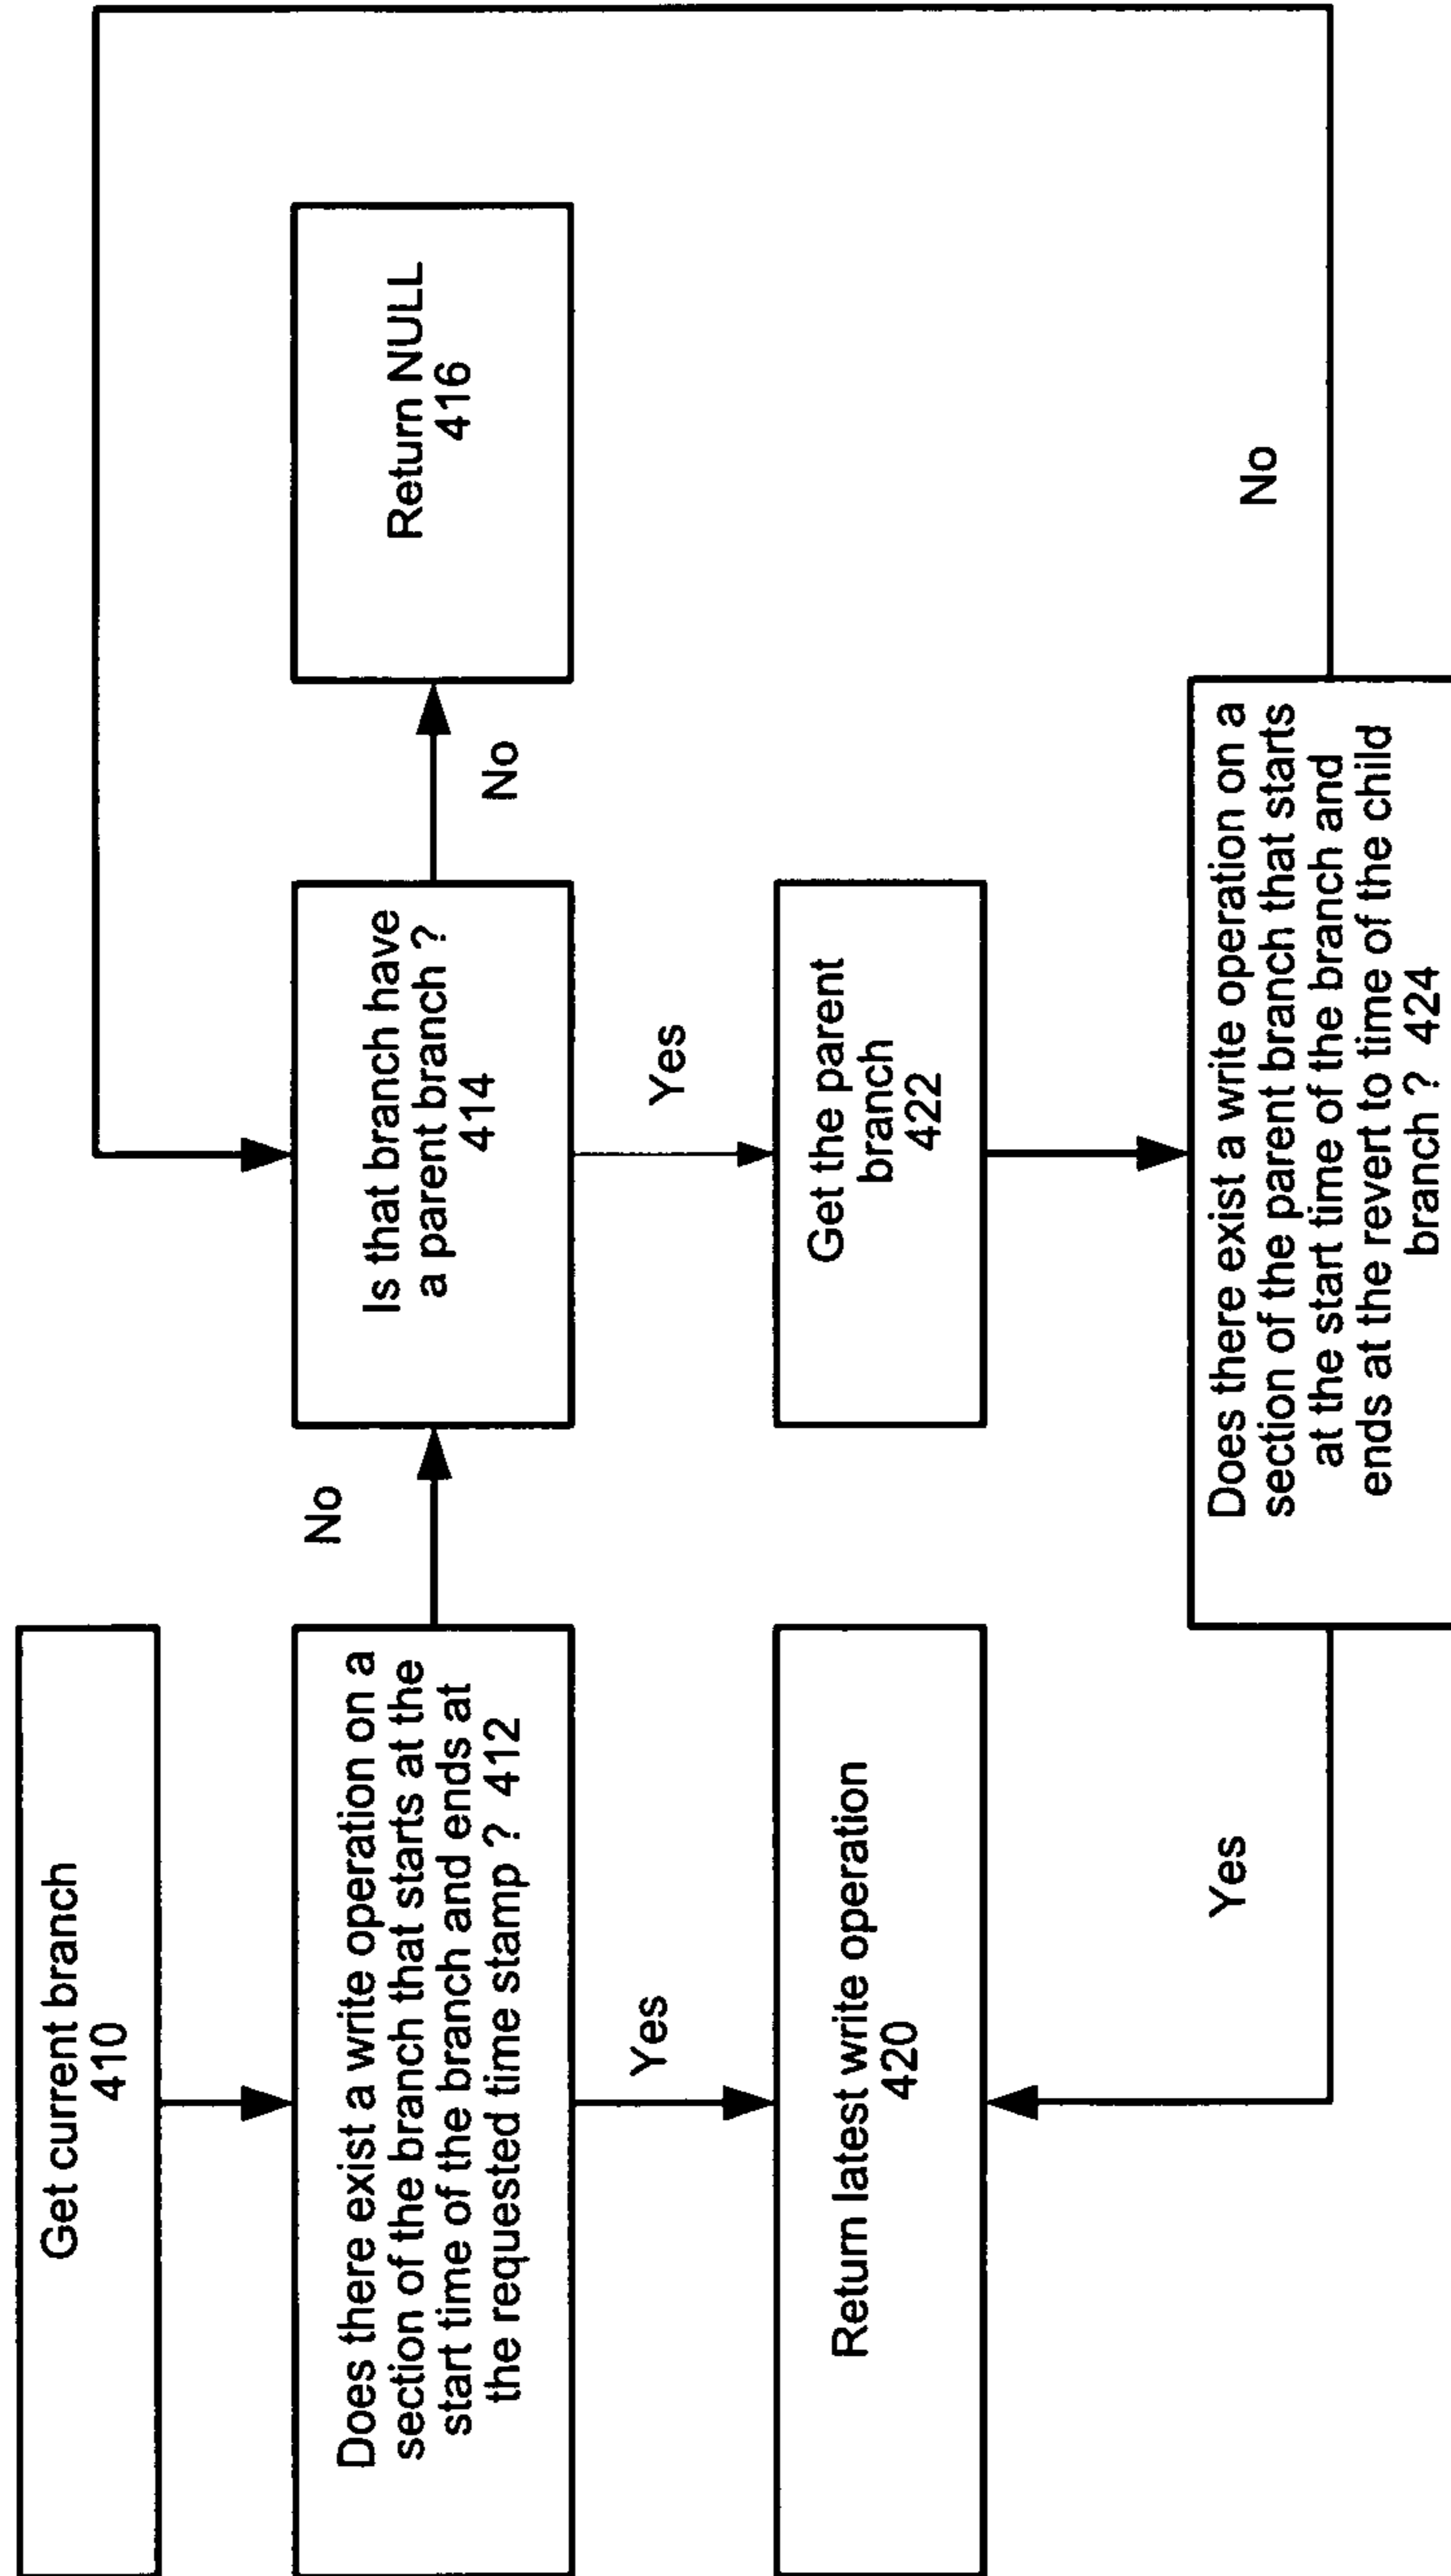 Get current branch
410
Does there exist a write operation on a
section of the branch that starts at the
start time of the branch and ends at
the requested time stamp ? 412
No
Is that branch have
a parent branch ?
414
No
Return NULL
416
Yes
Yes
Return latest write operation
420
Get the parent
branch
422
Yes
Does there exist a write operation on a
section of the parent branch that starts
at the start time of the branch and
ends at the revert to time of the child
branch ? 424
No